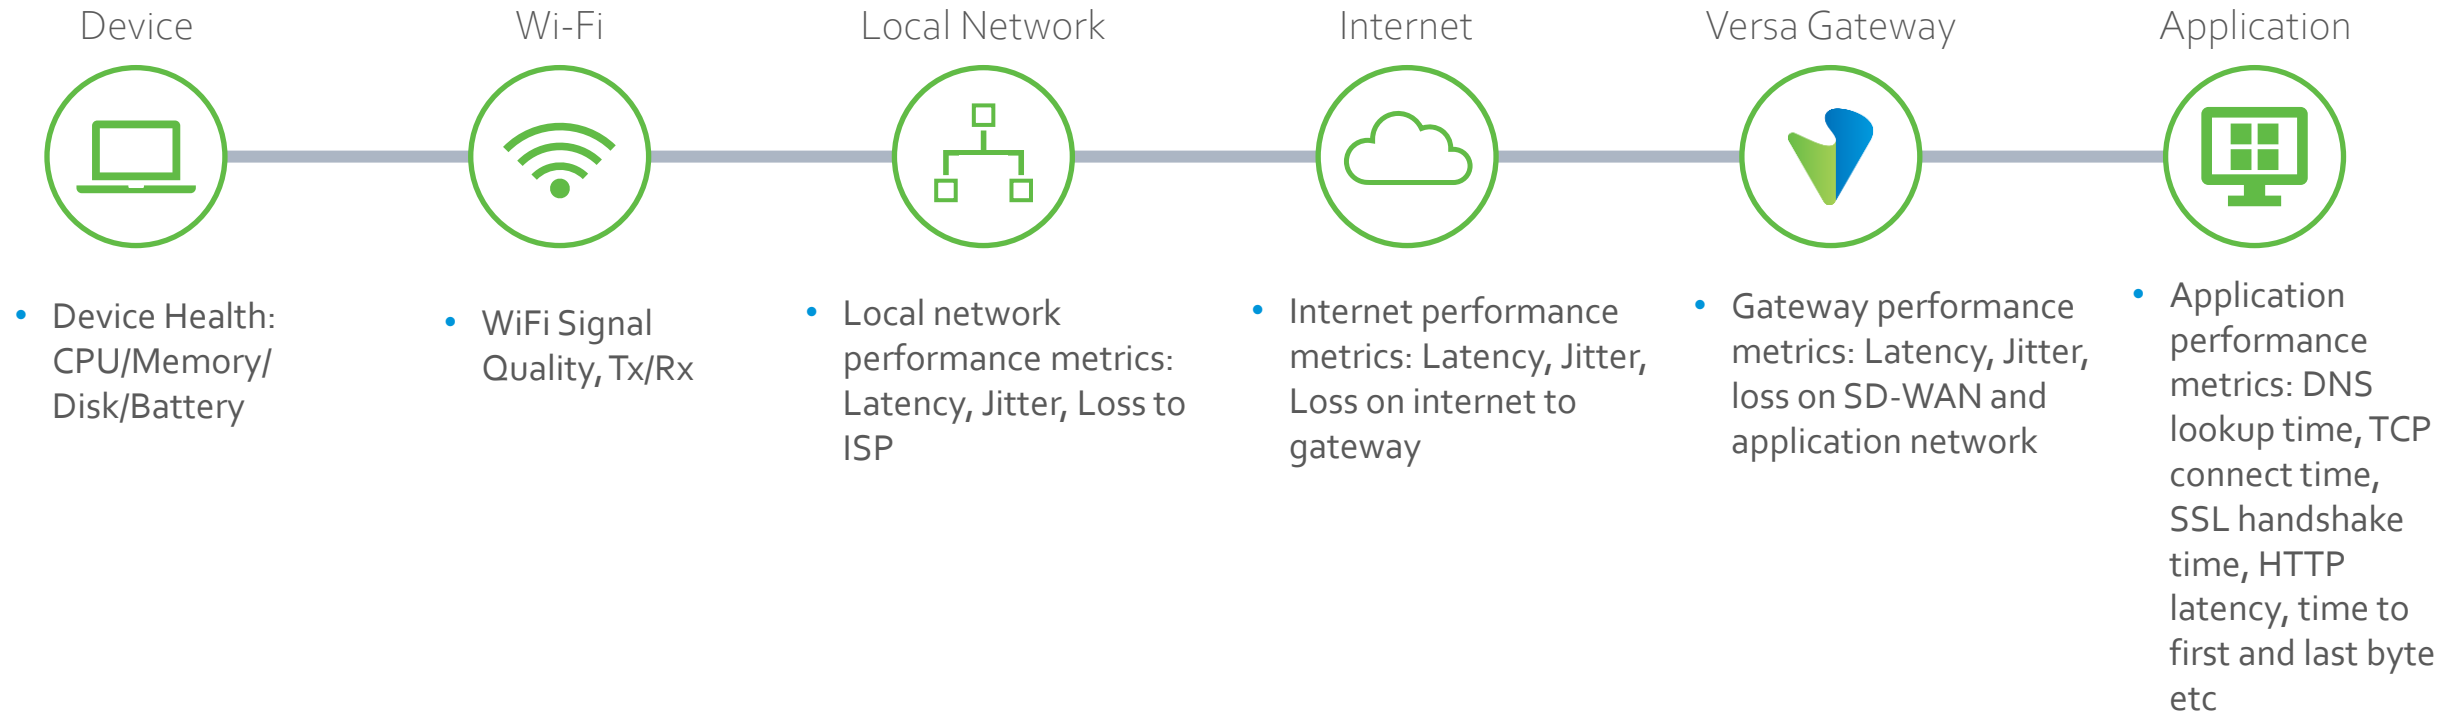 Device
Wi-Fi
Local Network
Internet
Versa Gateway
Application
• Device Health:
CPU/Memory/
Disk/Battery
• WiFi Signal
Quality, Tx/Rx
• Local network
performance metrics:
Latency, Jitter, Loss to
ISP
• Internet performance
metrics: Latency, Jitter,
Loss on internet to
gateway
• Gateway performance
metrics: Latency, Jitter,
loss on SD-WAN and
application network
• Application
performance
metrics: DNS
lookup time, TCP
connect time,
SSL handshake
time, HTTP
latency, time to
first and last byte
etc